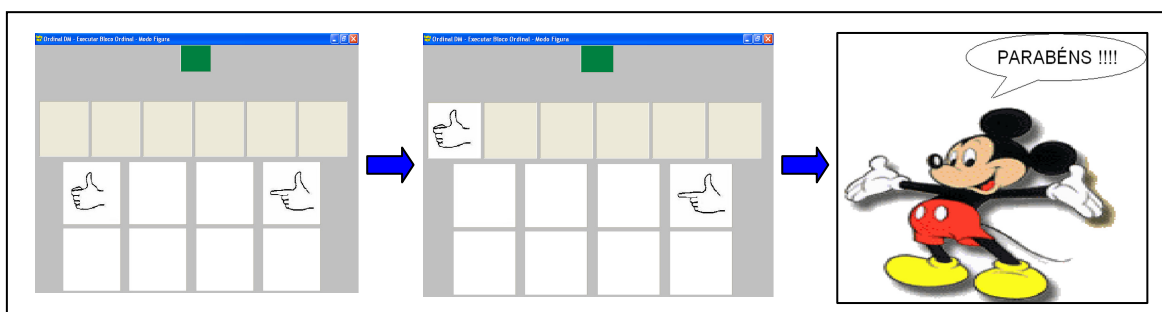 Ordinal DM - Executar Bloco Ordinal - Modo Figura
Ordinal DM - Executar Bloco Ordinal - Modo Figura
PARABÉNS !!!!